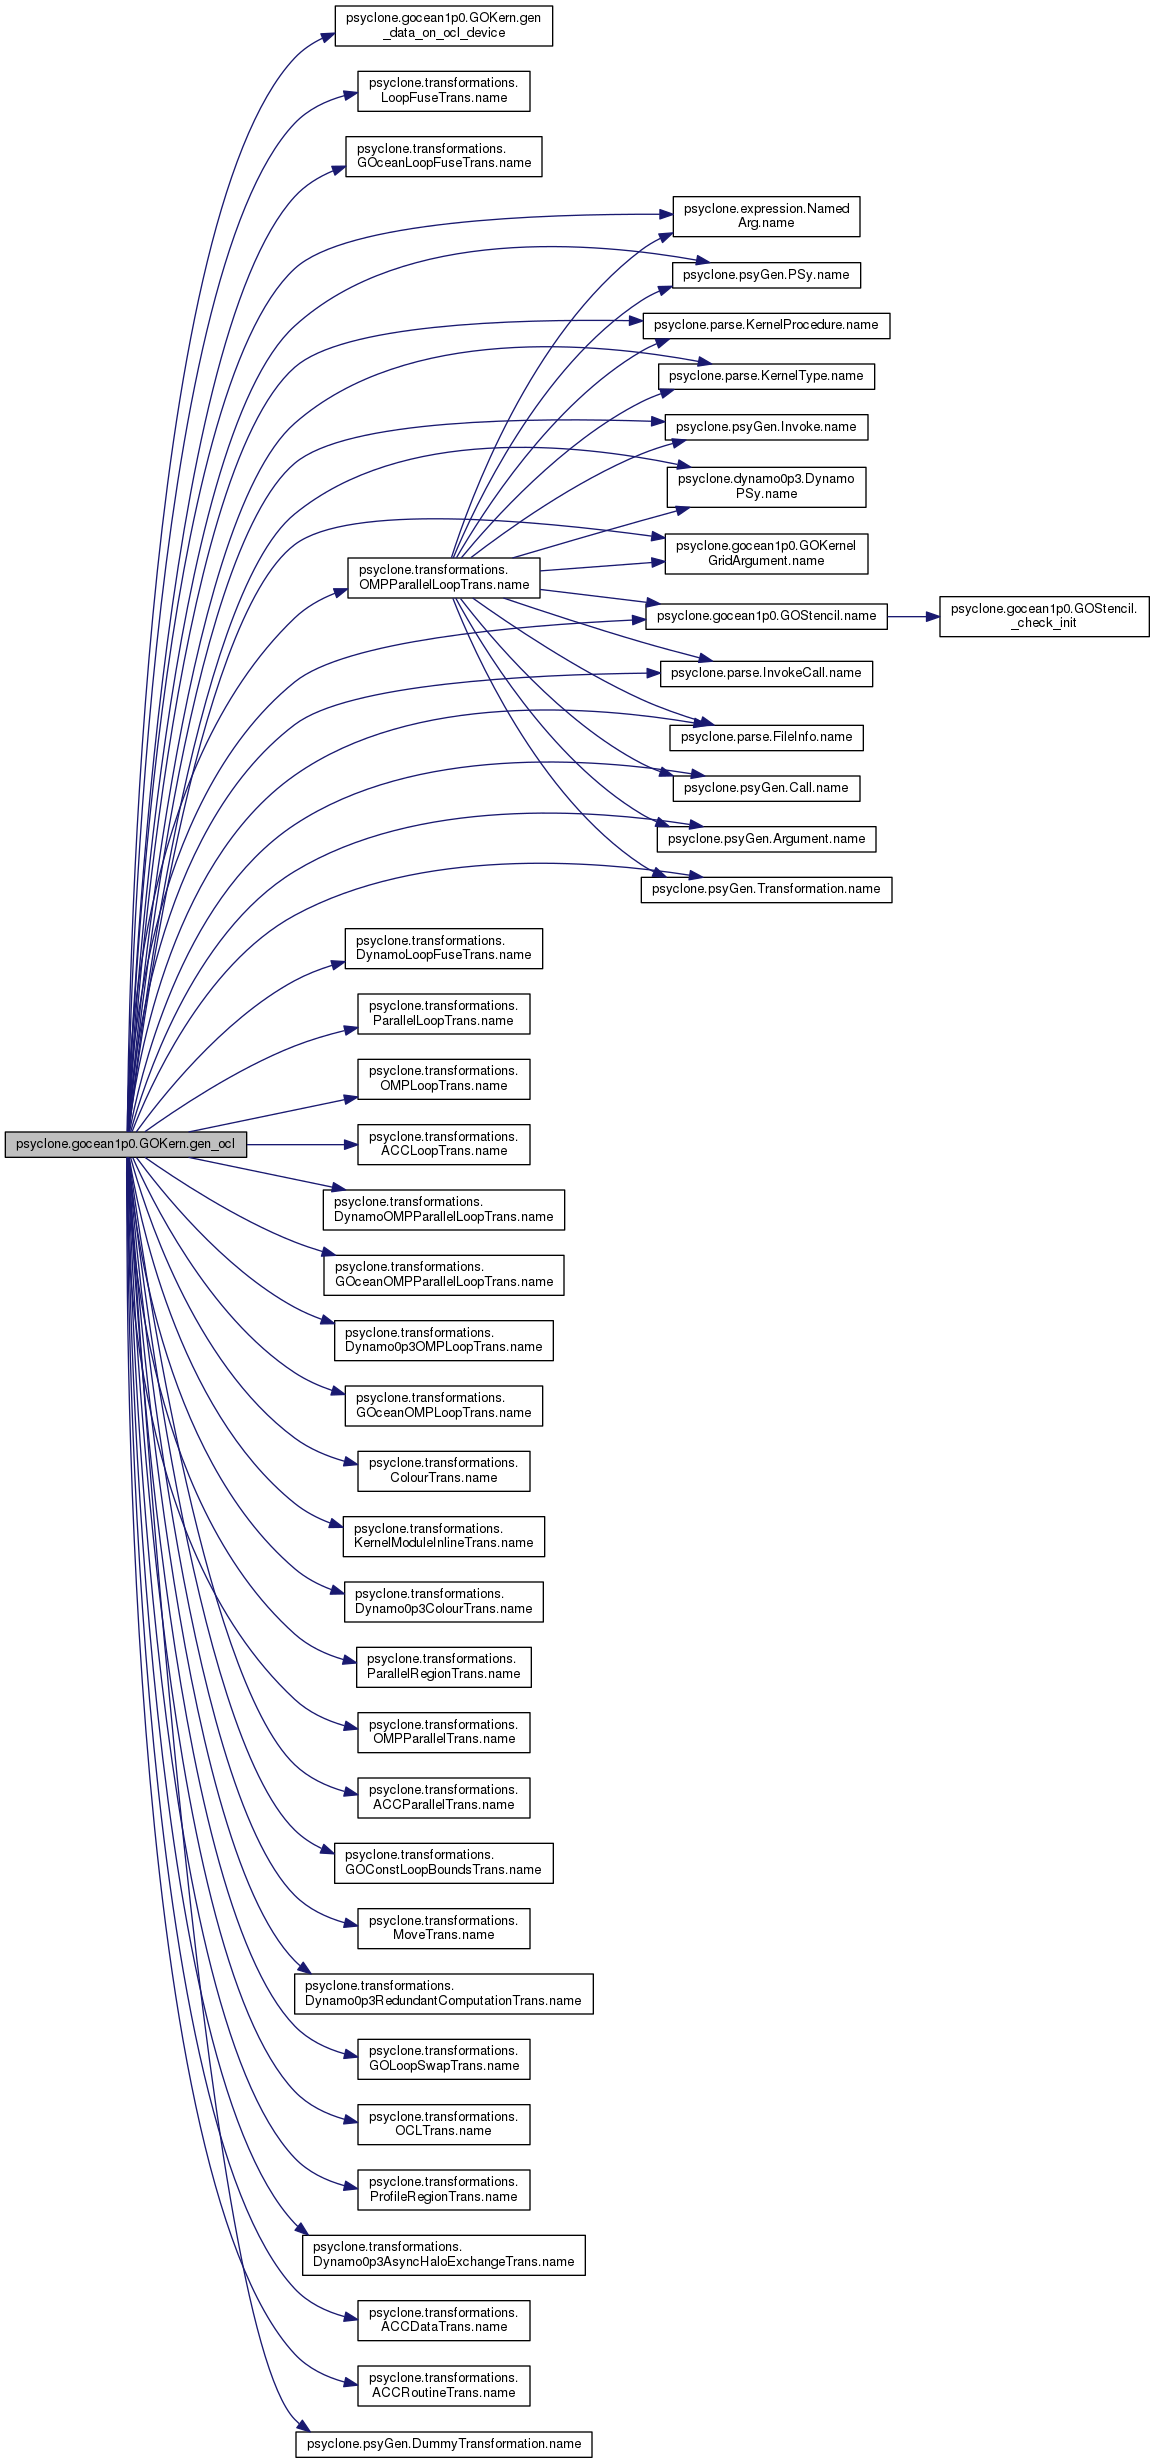 psyclone.gocean1p0.GOKern.gen
_data_on_ocl_device
psyclone.transformations.
LoopFuseTrans.name
psyclone.transformations.
GOceanLoopFuseTrans.name
psyclone.expression.Named
Arg.name
psyclone.psyGen.PSy.name
psyclone.parse.KernelProcedure.name
psyclone.parse.KernelType.name
psyclone.psyGen.Invoke.name
psyclone.dynamo0p3.Dynamo
PSy.name
psyclone.gocean1p0.GOKernel
GridArgument.name
psyclone.transformations.
OMPParallelLoopTrans.name
psyclone.gocean1p0.GOStencil.name
psyclone.gocean1p0.GOStencil.
_check_init
psyclone.parse.InvokeCall.name
psyclone.parse.FileInfo.name
psyclone.psyGen.Call.name
psyclone.psyGen.Argument.name
psyclone.psyGen.Transformation.name
psyclone.transformations.
DynamoLoopFuseTrans.name
psyclone.transformations.
ParallelLoopTrans.name
psyclone.transformations.
OMPLoopTrans.name
psyclone.gocean1p0.GOKern.gen_ocl
psyclone.transformations.
ACCLoopTrans.name
psyclone.transformations.
DynamoOMPParallelLoopTrans.name
psyclone.transformations.
GOceanOMPParallelLoopTrans.name
psyclone.transformations.
Dynamo0p3OMPLoopTrans.name
psyclone.transformations.
GOceanOMPLoopTrans.name
psyclone.transformations.
ColourTrans.name
psyclone.transformations.
KernelModuleInlineTrans.name
psyclone.transformations.
Dynamo0p3ColourTrans.name
psyclone.transformations.
ParallelRegionTrans.name
psyclone.transformations.
OMPParallelTrans.name
psyclone.transformations.
ACCParallelTrans.name
psyclone.transformations.
GOConstLoopBoundsTrans.name
psyclone.transformations.
MoveTrans.name
psyclone.transformations.
Dynamo0p3RedundantComputationTrans.name
psyclone.transformations.
GOLoopSwapTrans.name
psyclone.transformations.
OCLTrans.name
psyclone.transformations.
ProfileRegionTrans.name
psyclone.transformations.
Dynamo0p3AsyncHaloExchangeTrans.name
psyclone.transformations.
ACCDataTrans.name
psyclone.transformations.
ACCRoutineTrans.name
psyclone.psyGen.DummyTransformation.name